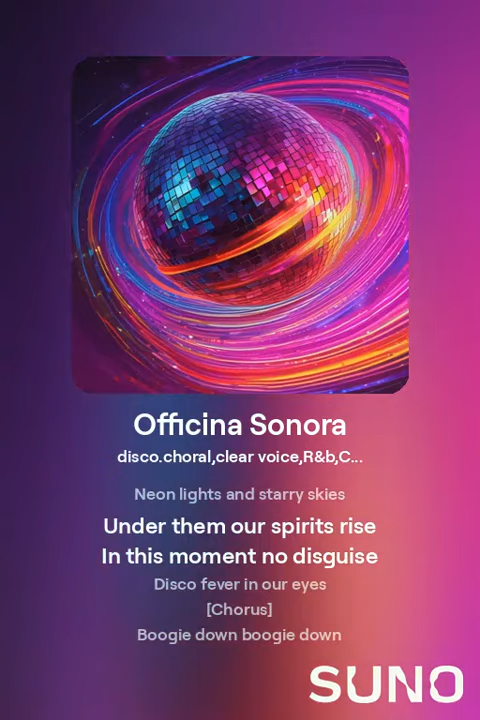 Officina Sonora
disco.choral,clear voice,R&b,C...
Neon lights and starry skies
Under them our spirits rise
In this moment no disguise
Disco fever in our eyes
[Chorus]
Boogie down boogie down
SUNO